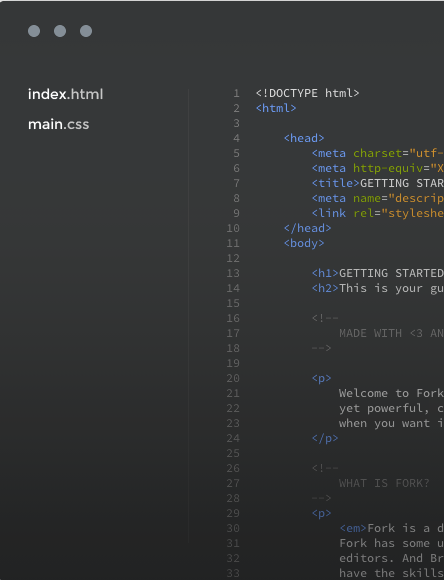 index.html
main.css
1 <!DOCTYPE html>
2 <html>
3
4 <head>
5 <meta charset="utf-
6 <meta http-equiv="X
7 <title>GETTING STAR
8 <meta name="descrip
9 <link rel="styleshe
10 </head>
11 <body>
12
13 <h1>GETTING STARTED
14 <h2>This is your gu
15
16 <!--
17 MADE WITH <3 AN
18 -->
19
20 <p>
21 Welcome to Fork
22 yet powerful, c
23 when you want i
24 </p>
25
26 <!--
27 WHAT IS FORK?
28 -->
29 <p>
30 <em>Fork is a d
31 Fork has some u
32 editors. And Br
33 have the skills